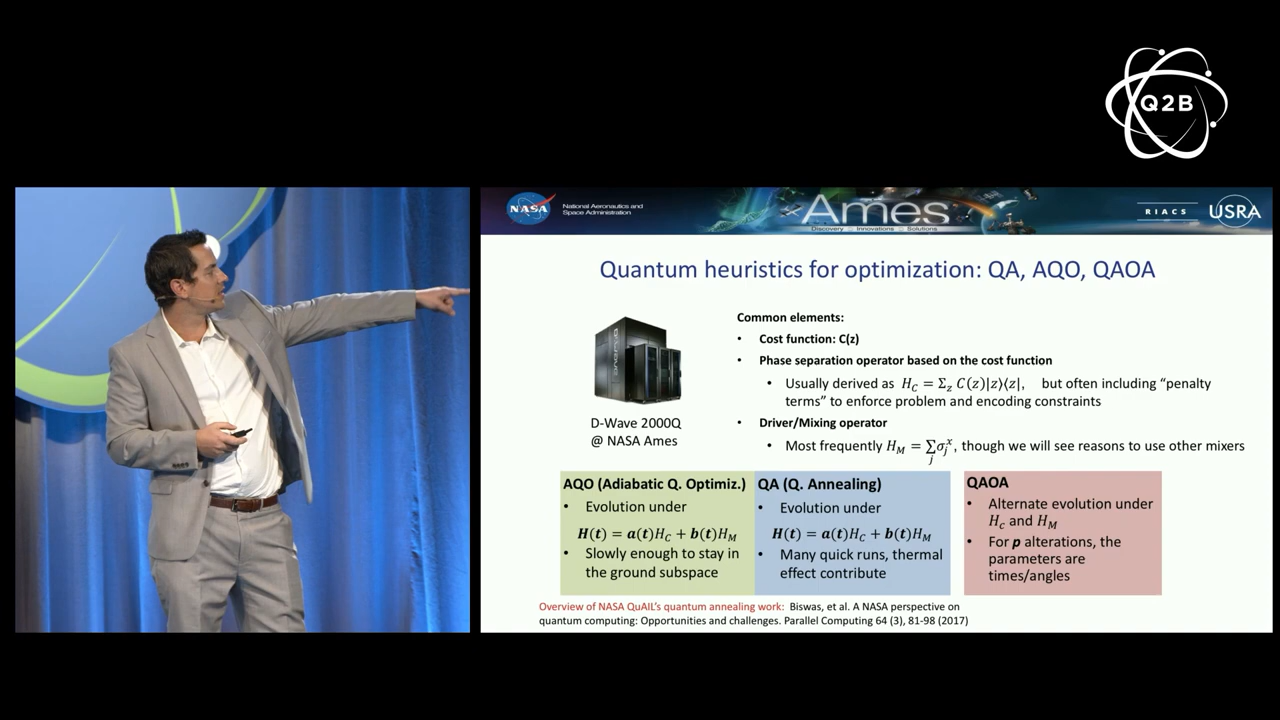 Q2B
NASA
National Aeronautics and
Space Administration
Ames
Discovery :: Innovations :: Solutions
RIACS
USRA
Quantum heuristics for optimization: QA, AQO, QAOA
Common elements:
• Cost function: C(z)
• Phase separation operator based on the cost function
• Usually derived as H_C = Σ_z C(z)|z⟩⟨z|, but often including “penalty
terms” to enforce problem and encoding constraints
• Driver/Mixing operator
• Most frequently H_M = ∑_j σ_j^x, though we will see reasons to use other mixers
D-Wave 2000Q
@ NASA Ames
AQO (Adiabatic Q. Optimiz.)
• Evolution under
H(t) = a(t)H_C + b(t)H_M
• Slowly enough to stay in
the ground subspace
QA (Q. Annealing)
• Evolution under
H(t) = a(t)H_C + b(t)H_M
• Many quick runs, thermal
effect contribute
QAOA
• Alternate evolution under
H_C and H_M
• For p alterations, the
parameters are
times/angles
Overview of NASA QuAIL’s quantum annealing work: Biswas, et al. A NASA perspective on
quantum computing: Opportunities and challenges. Parallel Computing 64 (3), 81-98 (2017)